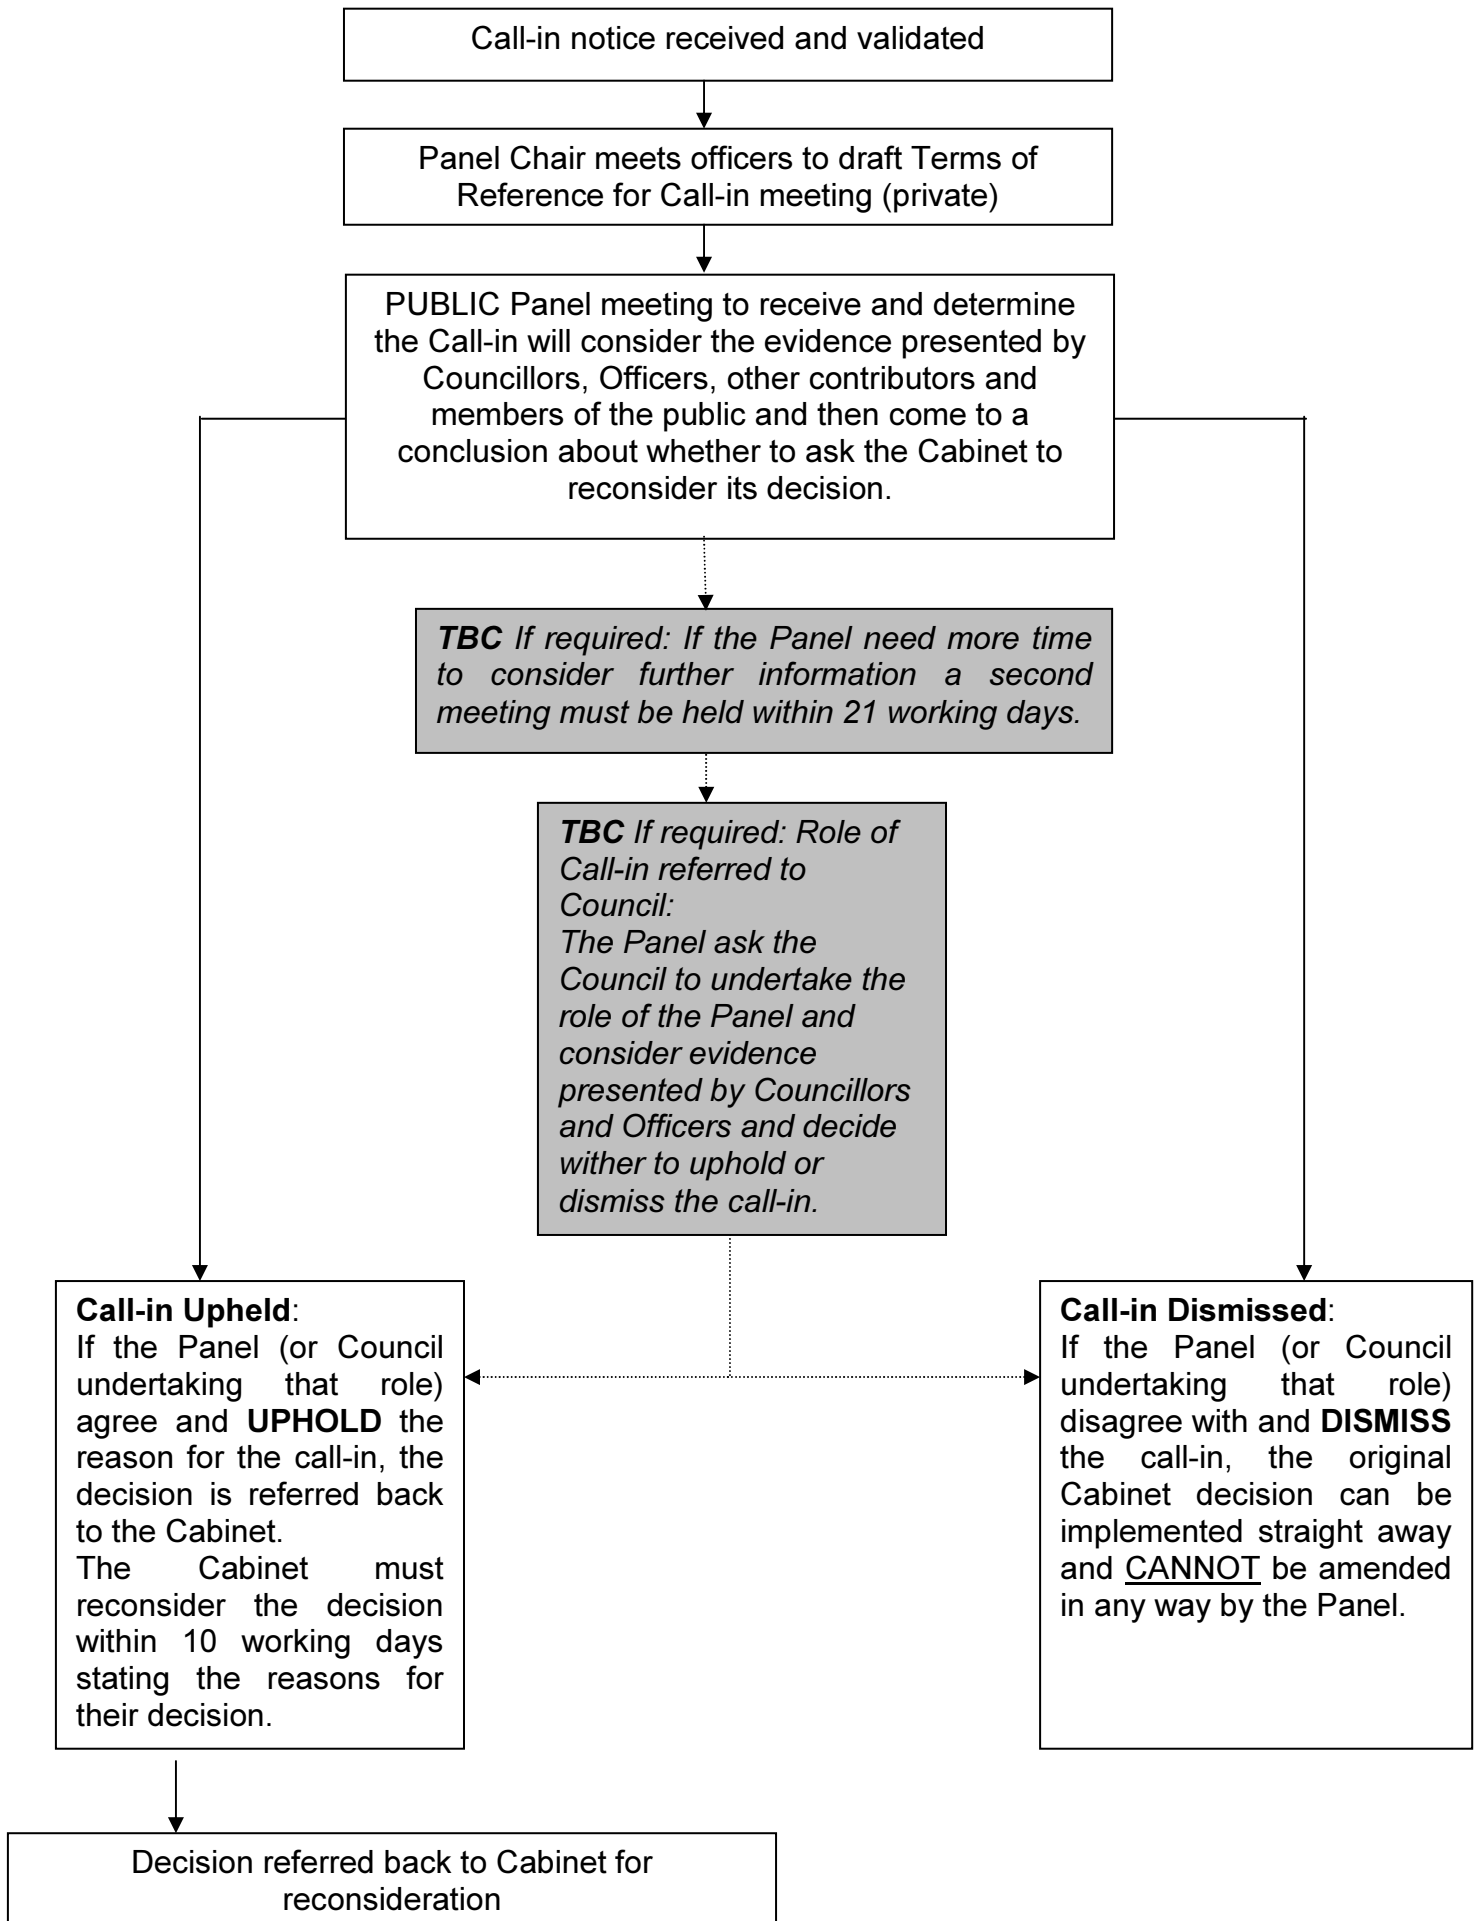 Call-in notice received and validated
Panel Chair meets officers to draft Terms of
Reference for Call-in meeting (private)
PUBLIC Panel meeting to receive and determine
the Call-in will consider the evidence presented by
Councillors, Officers, other contributors and
members of the public and then come to a
conclusion about whether to ask the Cabinet to
reconsider its decision.
TBC If required: If the Panel need more time
to consider further information a second
meeting must be held within 21 working days.
TBC If required: Role of
Call-in referred to
Council:
The Panel ask the
Council to undertake the
role of the Panel and
consider evidence
presented by Councillors
and Officers and decide
wither to uphold or
dismiss the call-in.
Call-in Upheld:
If the Panel (or Council
undertaking that role)
agree and UPHOLD the
reason for the call-in, the
decision is referred back
to the Cabinet.
The Cabinet must
reconsider the decision
within 10 working days
stating the reasons for
their decision.
Call-in Dismissed:
If the Panel (or Council
undertaking that role)
disagree with and DISMISS
the call-in, the original
Cabinet decision can be
implemented straight away
and CANNOT be amended
in any way by the Panel.
Decision referred back to Cabinet for
reconsideration